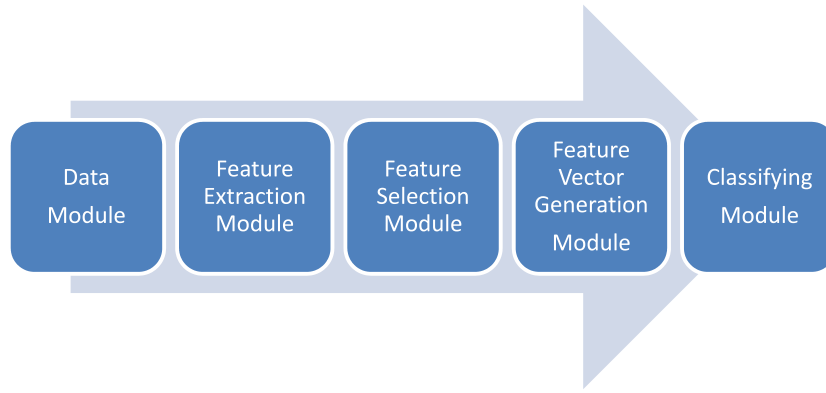 Data
Module
Feature
Extraction
Module
Feature
Selection
Module
Feature
Vector
Generation
Module
Classifying
Module